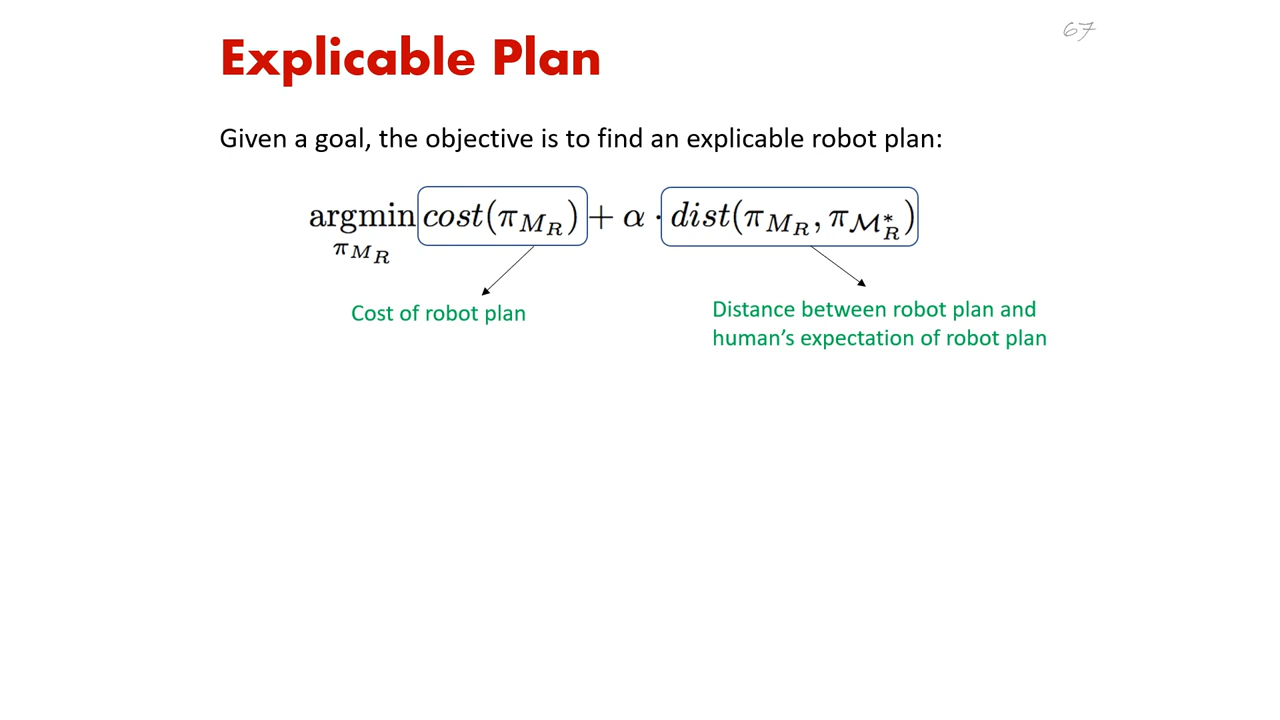 67
Explicable Plan
Given a goal, the objective is to find an explicable robot plan:
argmin cost(π_{M_R}) + α · dist(π_{M_R}, π_{ℳ*_R})
π_{M_R}
Cost of robot plan
Distance between robot plan and
human's expectation of robot plan